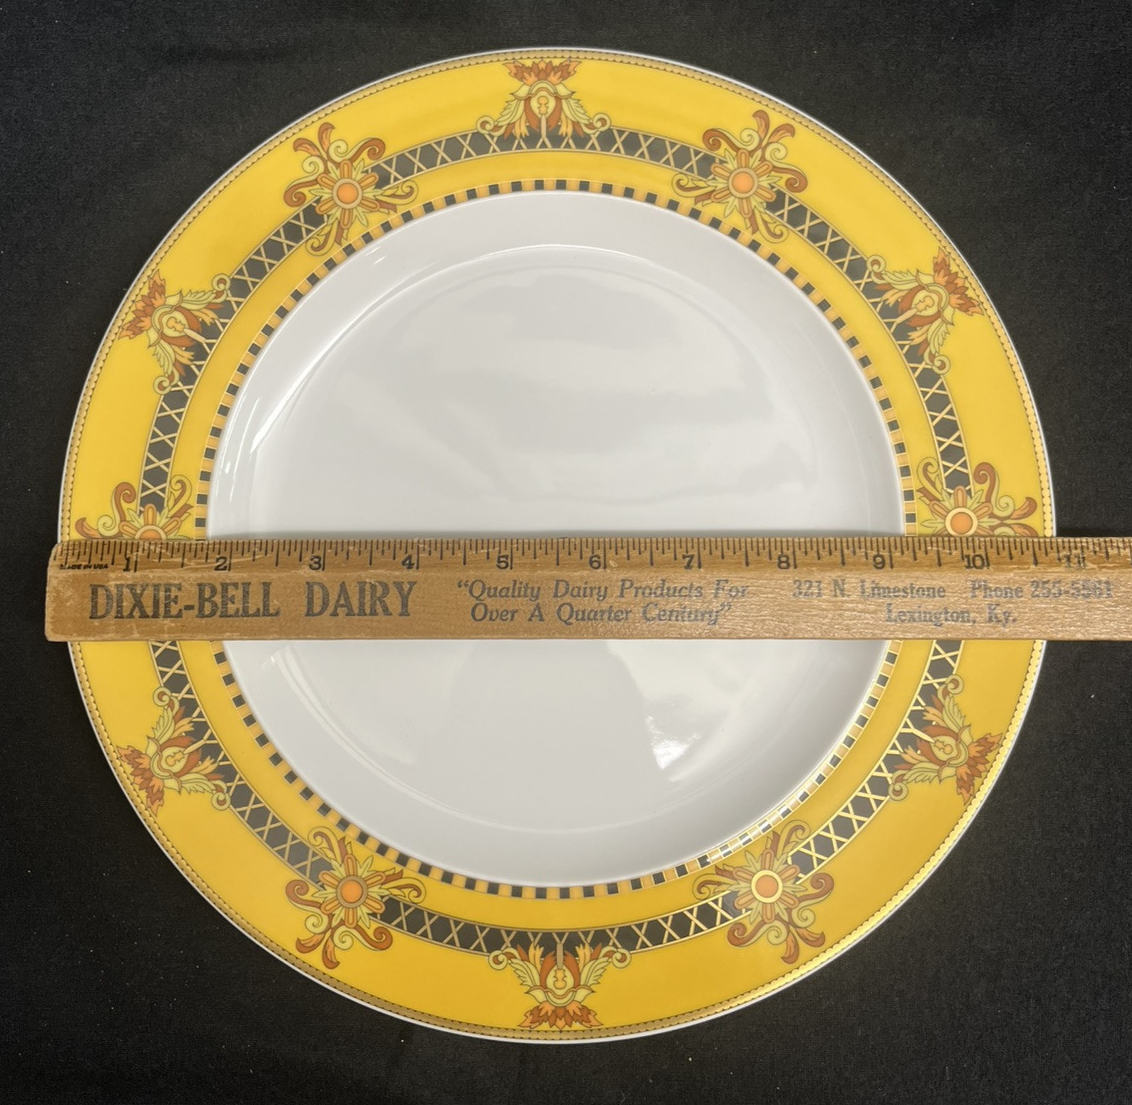 1 2 3 4 5 6 7 8 9 10 11
MADE IN USA
DIXIE-BELL DAIRY
“Quality Dairy Products For
Over A Quarter Century”
321 N Limestone Phone 255-5561
Lexington, Ky.